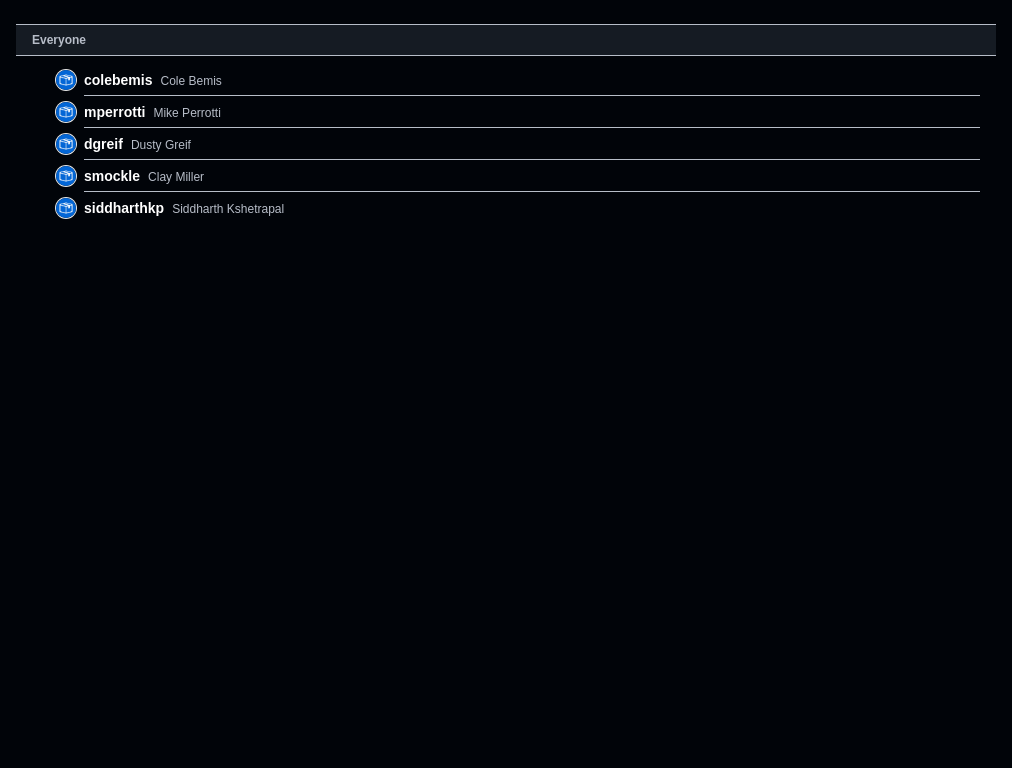 Everyone
colebemis Cole Bemis
mperrotti Mike Perrotti
dgreif Dusty Greif
smockle Clay Miller
siddharthkp Siddharth Kshetrapal